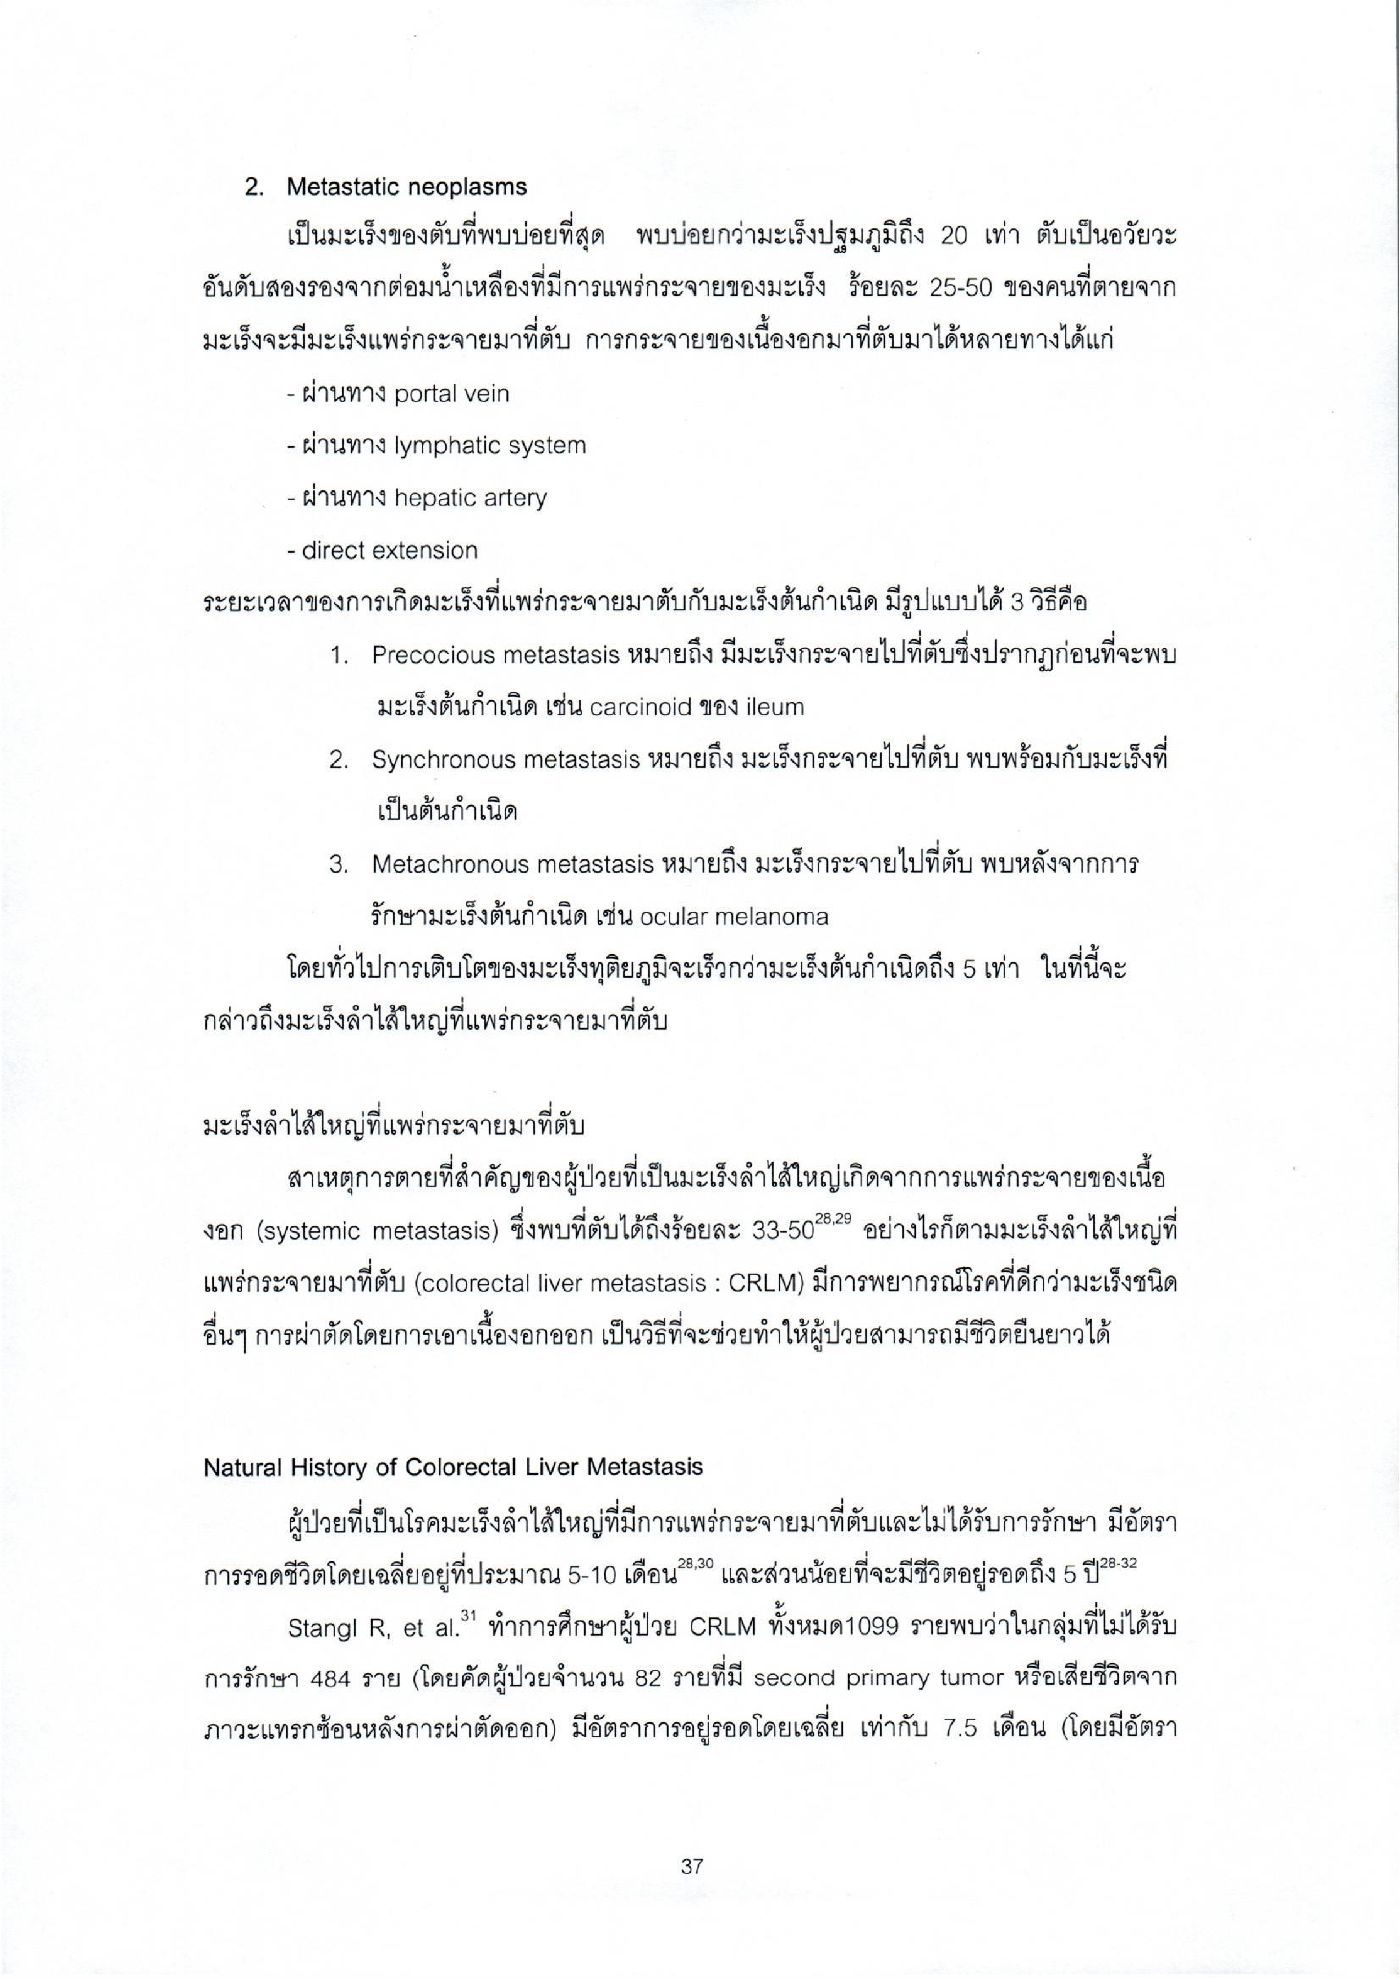 2. Metastatic neoplasms
เป็นมะเร็งของตับที่พบบ่อยที่สุด พบบ่อยกว่ามะเร็งปฐมภูมิถึง 20 เท่า ตับเป็นอวัยวะ
อันดับสองรองจากต่อมน้ำเหลืองที่มีการแพร่กระจายของมะเร็ง ร้อยละ 25-50 ของคนที่ตายจาก
มะเร็งจะมีมะเร็งแพร่กระจายมาที่ตับ การกระจายของเนื้องอกมาที่ตับมาได้หลายทางได้แก่
- ผ่านทาง portal vein
- ผ่านทาง lymphatic system
- ผ่านทาง hepatic artery
- direct extension
ระยะเวลาของการเกิดมะเร็งที่แพร่กระจายมาตับกับมะเร็งต้นกำเนิด มีรูปแบบได้ 3 วิธีคือ
1. Precocious metastasis หมายถึง มีมะเร็งกระจายไปที่ตับซึ่งปรากฏก่อนที่จะพบ
มะเร็งต้นกำเนิด เช่น carcinoid ของ ileum
2. Synchronous metastasis หมายถึง มะเร็งกระจายไปที่ตับ พบพร้อมกับมะเร็งที่
เป็นต้นกำเนิด
3. Metachronous metastasis หมายถึง มะเร็งกระจายไปที่ตับ พบหลังจากการ
รักษามะเร็งต้นกำเนิด เช่น ocular melanoma
โดยทั่วไปการเติบโตของมะเร็งทุติยภูมิจะเร็วกว่ามะเร็งต้นกำเนิดถึง 5 เท่า ในที่นี้จะ
กล่าวถึงมะเร็งลำไส้ใหญ่ที่แพร่กระจายมาที่ตับ
มะเร็งลำไส้ใหญ่ที่แพร่กระจายมาที่ตับ
สาเหตุการตายที่สำคัญของผู้ป่วยที่เป็นมะเร็งลำไส้ใหญ่เกิดจากการแพร่กระจายของเนื้อ
งอก (systemic metastasis) ซึ่งพบที่ตับได้ถึงร้อยละ 33-5028,29 อย่างไรก็ตามมะเร็งลำไส้ใหญ่ที่
แพร่กระจายมาที่ตับ (colorectal liver metastasis : CRLM) มีการพยากรณ์โรคที่ดีกว่ามะเร็งชนิด
อื่นๆ การผ่าตัดโดยการเอาเนื้องอกออก เป็นวิธีที่จะช่วยทำให้ผู้ป่วยสามารถมีชีวิตยืนยาวได้
Natural History of Colorectal Liver Metastasis
ผู้ป่วยที่เป็นโรคมะเร็งลำไส้ใหญ่ที่มีการแพร่กระจายมาที่ตับและไม่ได้รับการรักษา มีอัตรา
การรอดชีวิตโดยเฉลี่ยอยู่ที่ประมาณ 5-10 เดือน28,30 และส่วนน้อยที่จะมีชีวิตอยู่รอดถึง 5 ปี28-32
Stangl R, et al.31 ทำการศึกษาผู้ป่วย CRLM ทั้งหมด1099 รายพบว่าในกลุ่มที่ไม่ได้รับ
การรักษา 484 ราย (โดยคัดผู้ป่วยจำนวน 82 รายที่มี second primary tumor หรือเสียชีวิตจาก
ภาวะแทรกซ้อนหลังการผ่าตัดออก) มีอัตราการอยู่รอดโดยเฉลี่ย เท่ากับ 7.5 เดือน (โดยมีอัตรา
37